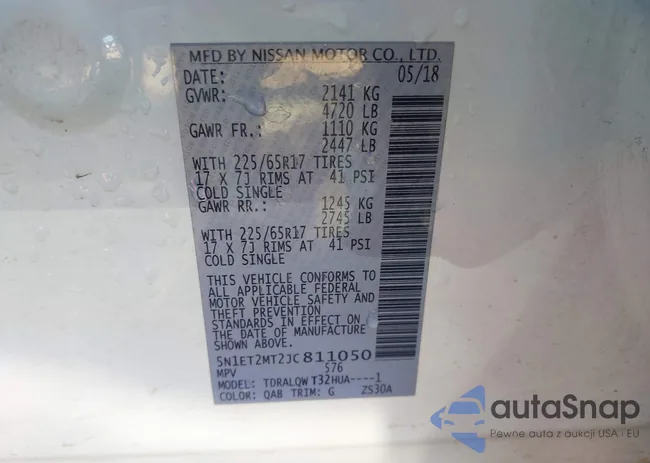 MFD BY NISSAN MOTOR CO., LTD.
DATE: 05/18
GVWR: 2141 KG
4720 LB
GAWR FR.: 1110 KG
2447 LB
WITH 225/65R17 TIRES
17 X 7J RIMS AT 41 PSI
COLD SINGLE
GAWR RR.: 1245 KG
2745 LB
WITH 225/65R17 TIRES
17 X 7J RIMS AT 41 PSI
COLD SINGLE
THIS VEHICLE CONFORMS TO
ALL APPLICABLE FEDERAL
MOTOR VEHICLE SAFETY AND
THEFT PREVENTION
STANDARDS IN EFFECT ON
THE DATE OF MANUFACTURE
SHOWN ABOVE.
5N1ET2MT2JC811050
MPV 576
MODEL: TDRALQWT32HUA----1
COLOR: QAB TRIM: G ZS30A
autoSnap
Pewne auta z aukcji USA i EU